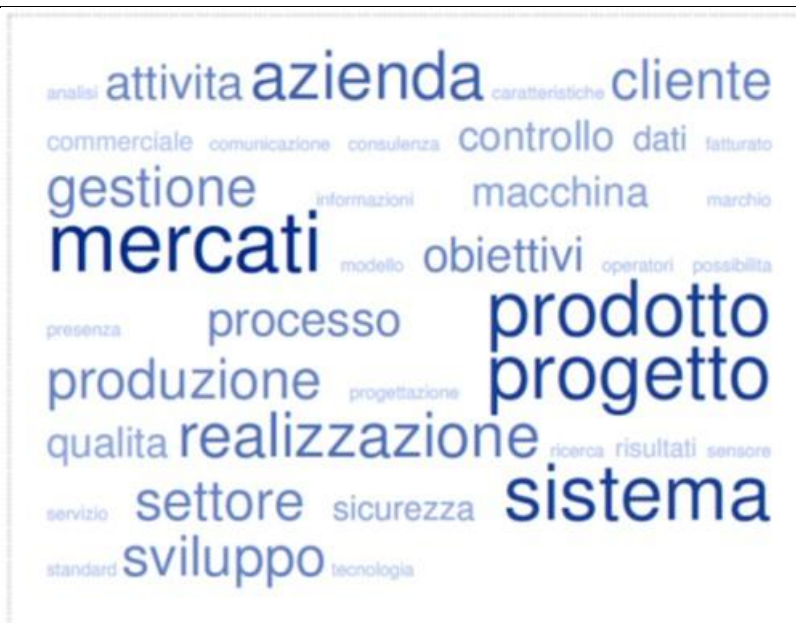 analisi attivita azienda caratteristiche cliente
commerciale comunicazione consulenza controllo dati fatturato
gestione informazioni macchina marchio
mercati modello obiettivi operatori possibilita
presenza processo prodotto
produzione progettazione progetto
qualita realizzazione ricerca risultati sensore
servizio settore sicurezza sistema
standard sviluppo tecnologia